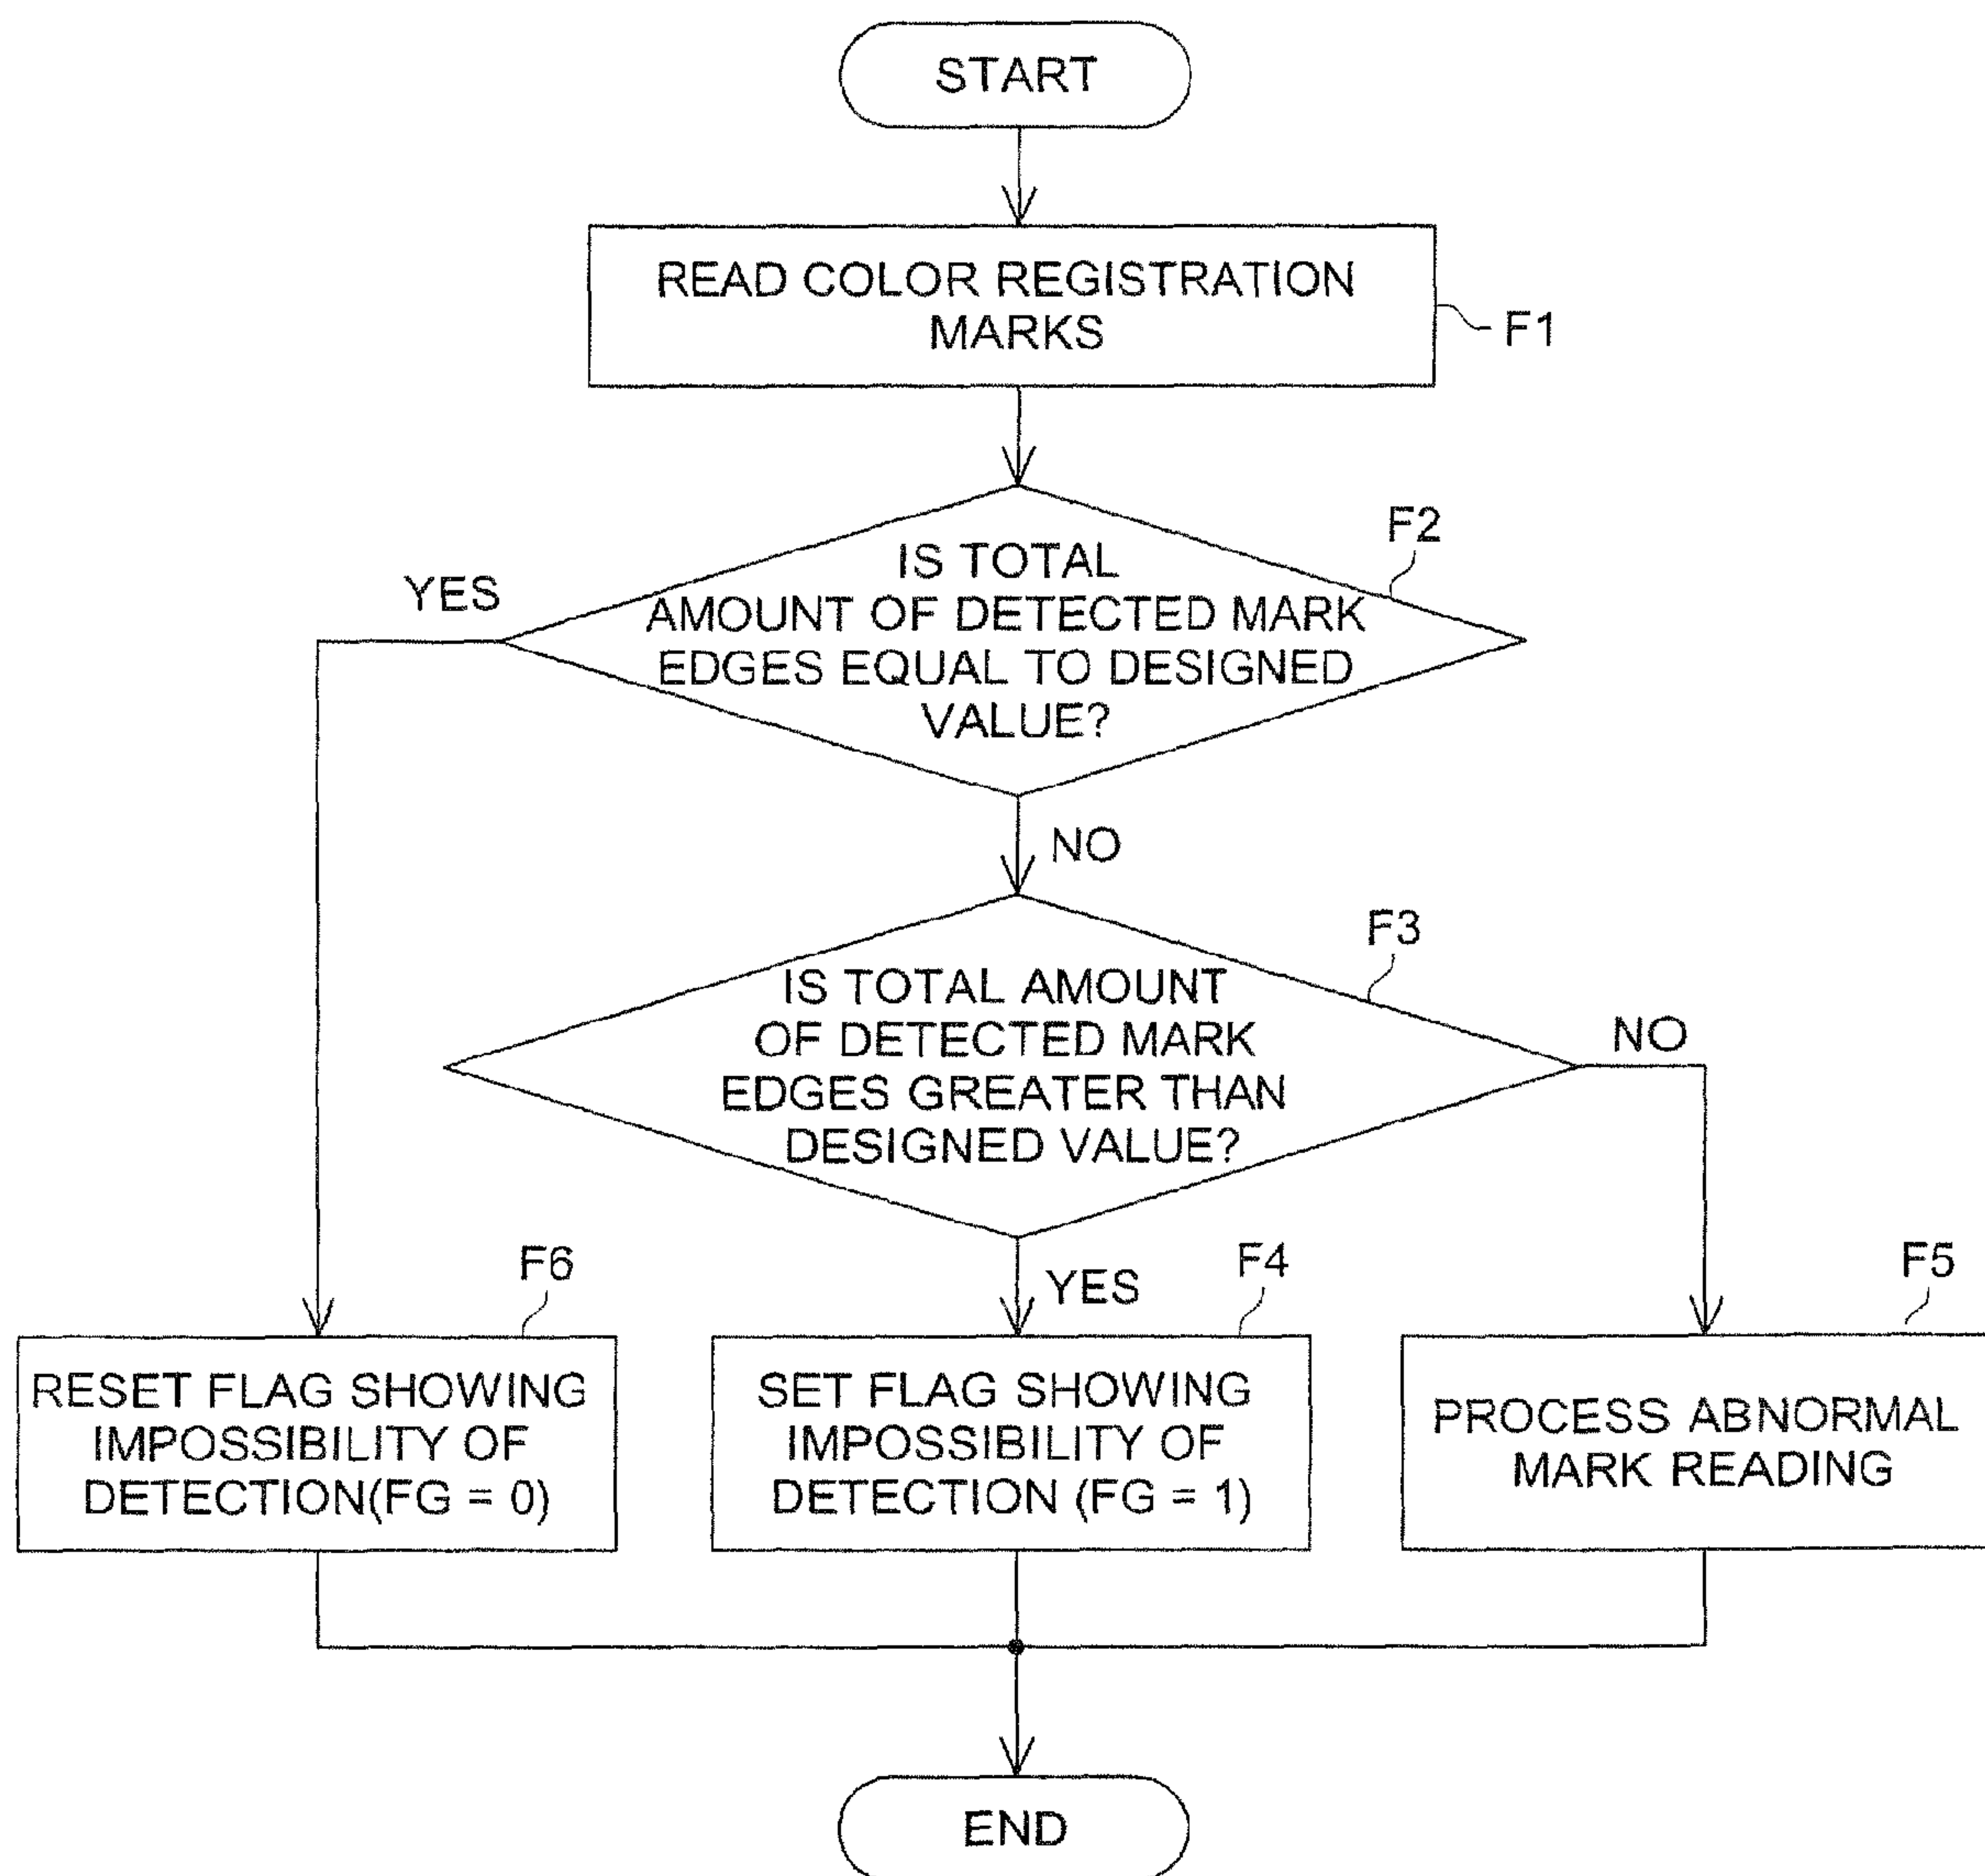 START
READ COLOR REGISTRATION
MARKS
F1
F2
IS TOTAL
AMOUNT OF DETECTED MARK
EDGES EQUAL TO DESIGNED
VALUE?
YES
NO
F3
IS TOTAL AMOUNT
OF DETECTED MARK
EDGES GREATER THAN
DESIGNED VALUE?
NO
YES
F6
RESET FLAG SHOWING
IMPOSSIBILITY OF
DETECTION(FG = 0)
F4
SET FLAG SHOWING
IMPOSSIBILITY OF
DETECTION (FG = 1)
F5
PROCESS ABNORMAL
MARK READING
END